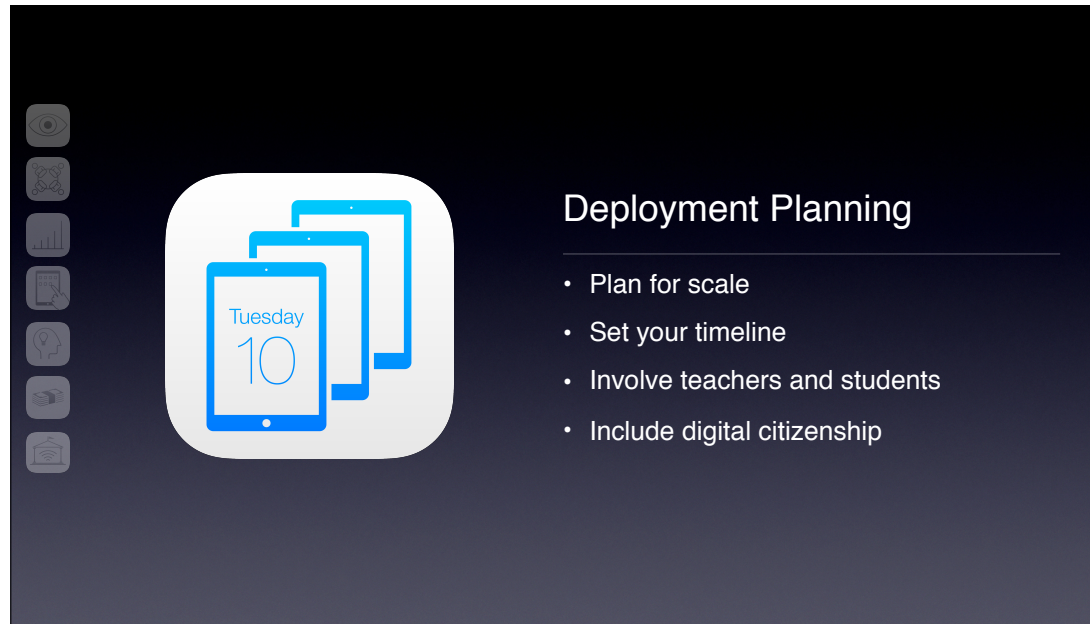 Tuesday
10
Deployment Planning
• Plan for scale
• Set your timeline
• Involve teachers and students
• Include digital citizenship